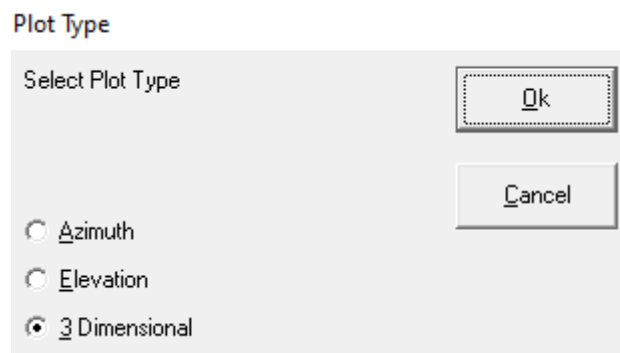 Plot Type
Select Plot Type
Ok
Cancel
Azimuth
Elevation
3 Dimensional